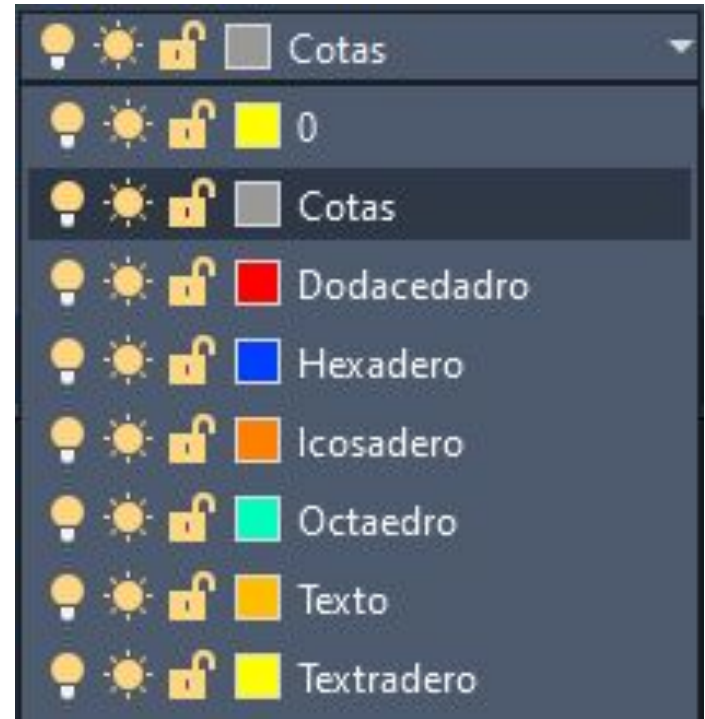 Cotas
0
Cotas
Dodacedadro
Hexadero
Icosadero
Octaedro
Texto
Textradero